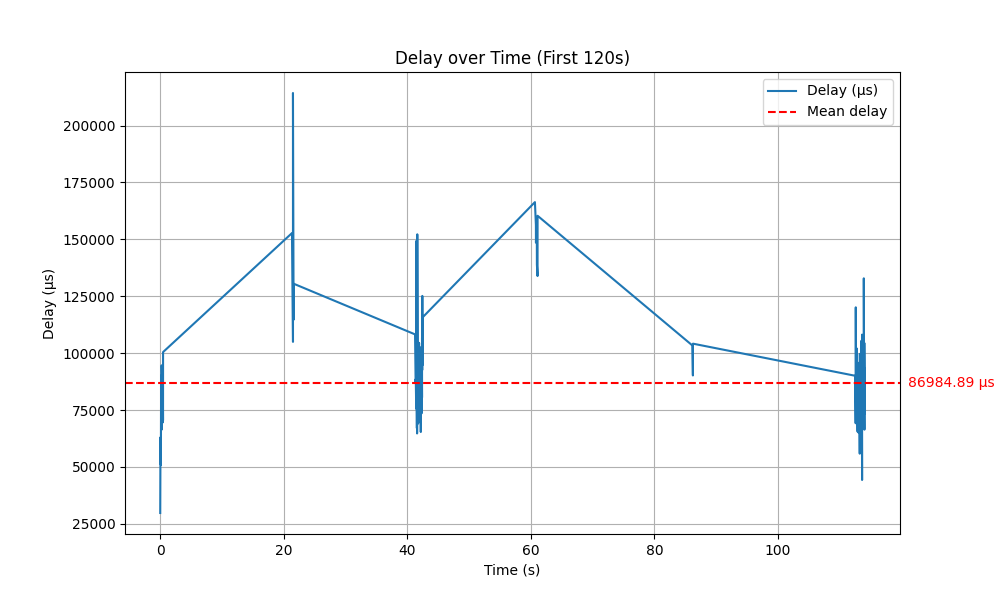 Delay over Time (First 120s)
Delay (µs)
Mean delay
200000
175000
150000
125000
100000
75000
50000
25000
86984.89 µs
Delay (µs)
0 20 40 60 80 100
Time (s)